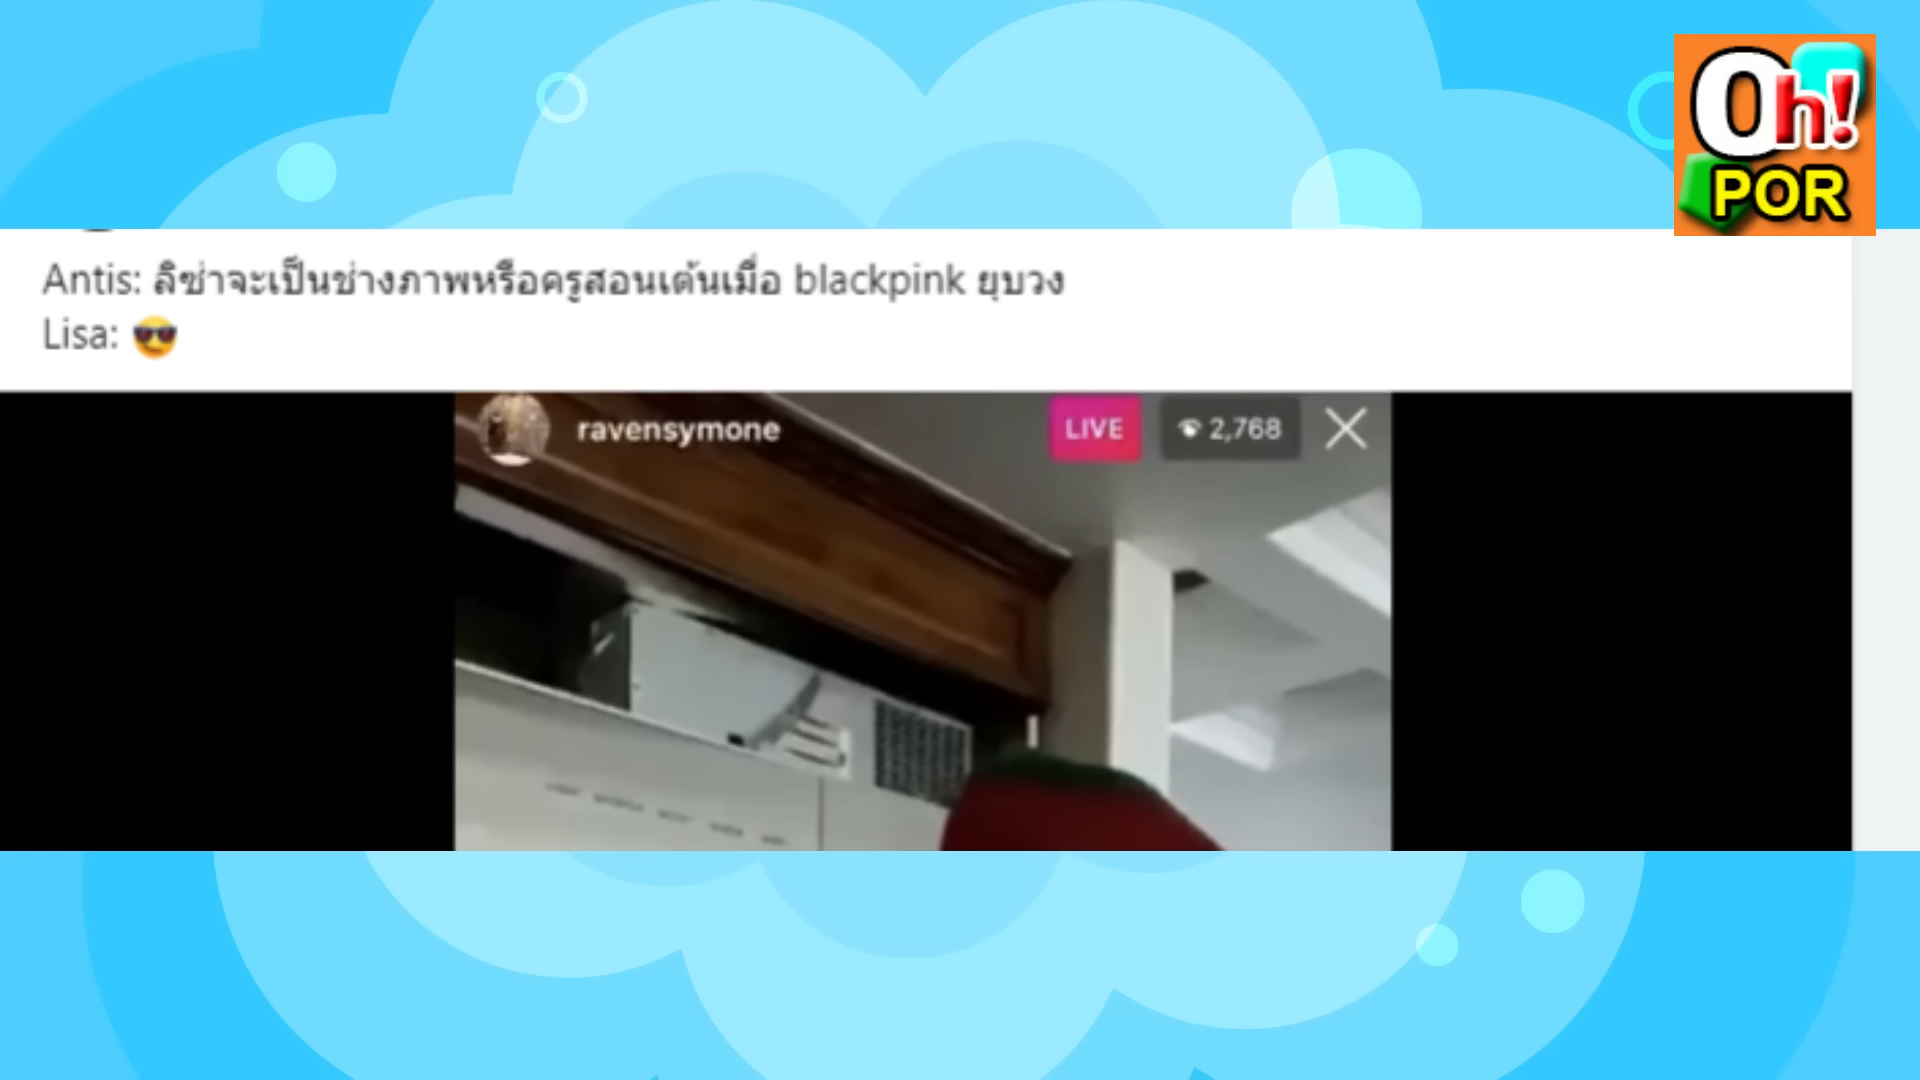 Oh!
POR
Antis: ลิซ่าจะเป็นช่างภาพหรือครูสอนเต้นเมื่อ blackpink ยุบวง
Lisa: 😎
ravensymone LIVE 2,768